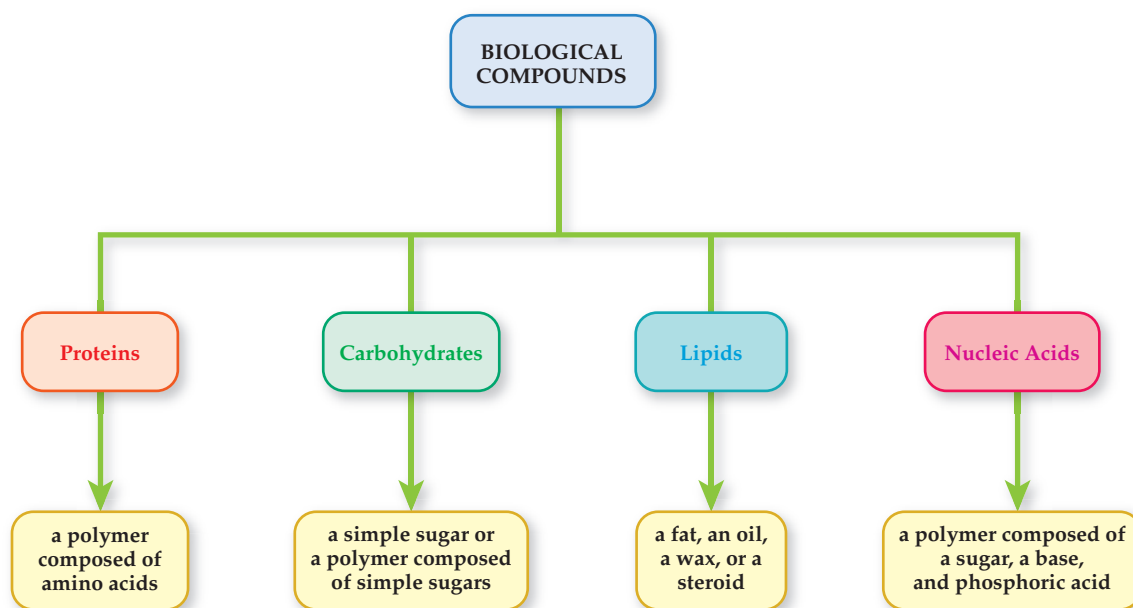 BIOLOGICAL
COMPOUNDS
Proteins
Carbohydrates
Lipids
Nucleic Acids
a polymer
composed of
amino acids
a simple sugar or
a polymer composed
of simple sugars
a fat, an oil,
a wax, or a
steroid
a polymer composed of
a sugar, a base,
and phosphoric acid